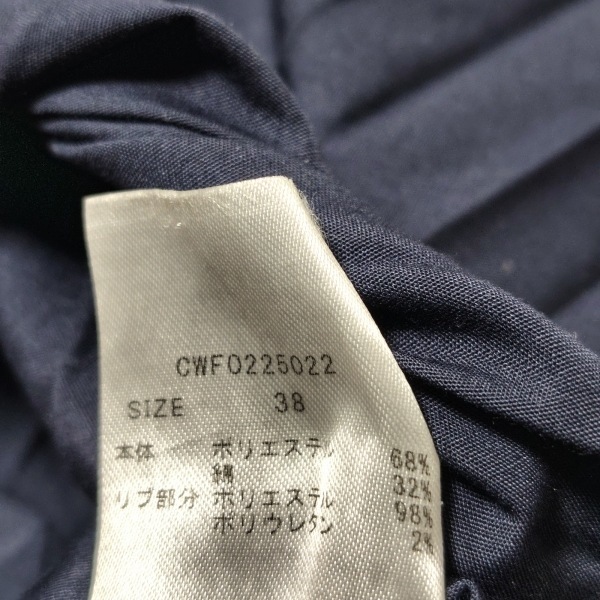 CWF0225022
SIZE 38
本体 ポリエステル 68%
綿 32%
リブ部分 ポリエステル 98%
ポリウレタン 2%